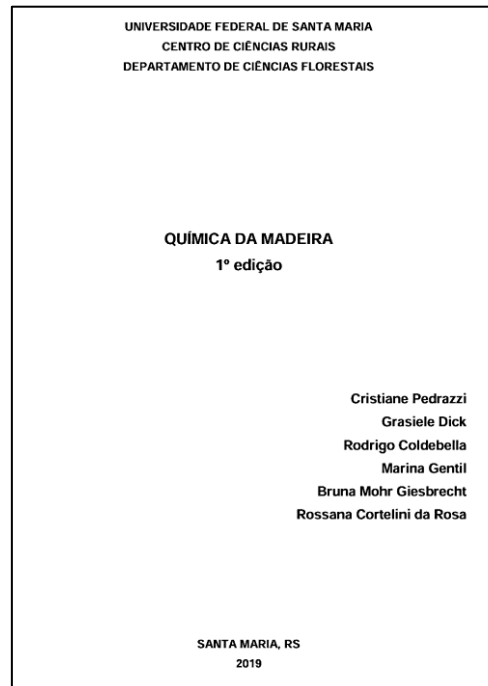 UNIVERSIDADE FEDERAL DE SANTA MARIA
CENTRO DE CIÊNCIAS RURAIS
DEPARTAMENTO DE CIÊNCIAS FLORESTAIS
QUÍMICA DA MADEIRA
1º edição
Cristiane Pedrazzi
Grasiele Dick
Rodrigo Coldebella
Marina Gentil
Bruna Mohr Giesbrecht
Rossana Cortelini da Rosa
SANTA MARIA, RS
2019